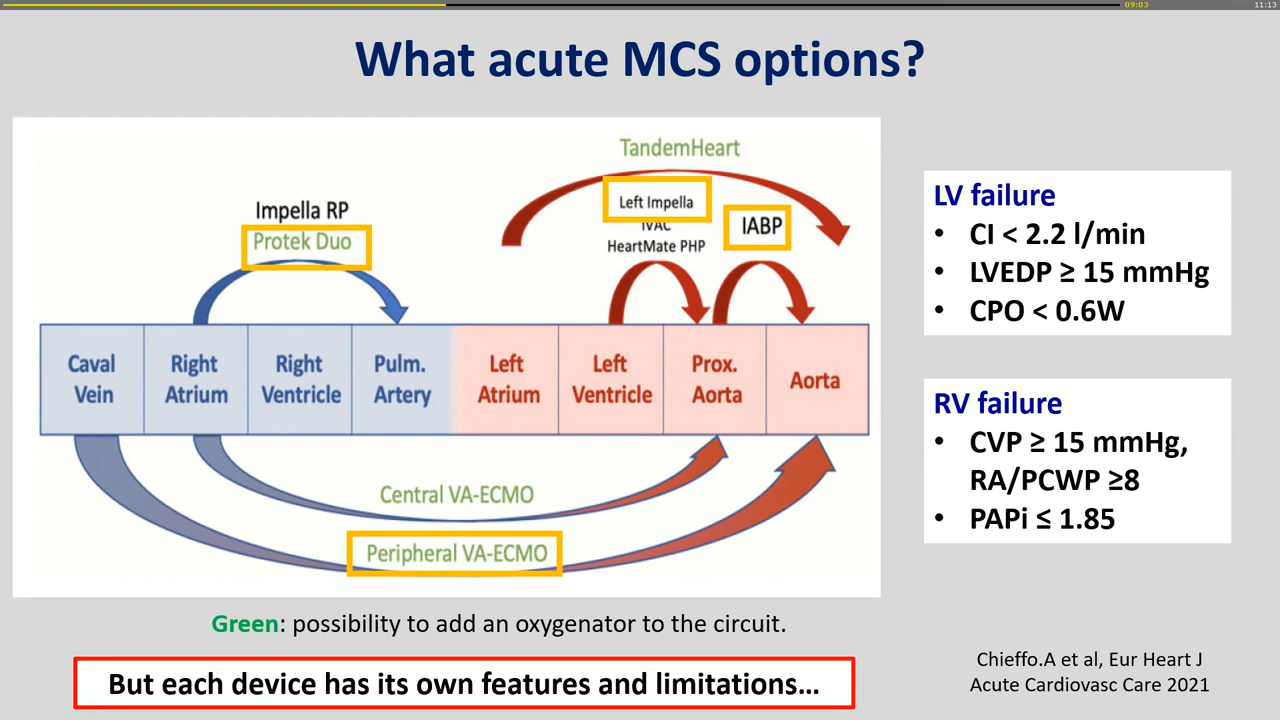 09:03
11:13
What acute MCS options?
TandemHeart
Impella RP
Protek Duo
Left Impella
IVAC
HeartMate PHP
IABP
Caval
Vein
Right
Atrium
Right
Ventricle
Pulm.
Artery
Left
Atrium
Left
Ventricle
Prox.
Aorta
Aorta
Central VA-ECMO
Peripheral VA-ECMO
Green: possibility to add an oxygenator to the circuit.
But each device has its own features and limitations…
LV failure
• CI < 2.2 l/min
• LVEDP ≥ 15 mmHg
• CPO < 0.6W
RV failure
• CVP ≥ 15 mmHg,
RA/PCWP ≥8
• PAPi ≤ 1.85
Chieffo.A et al, Eur Heart J
Acute Cardiovasc Care 2021